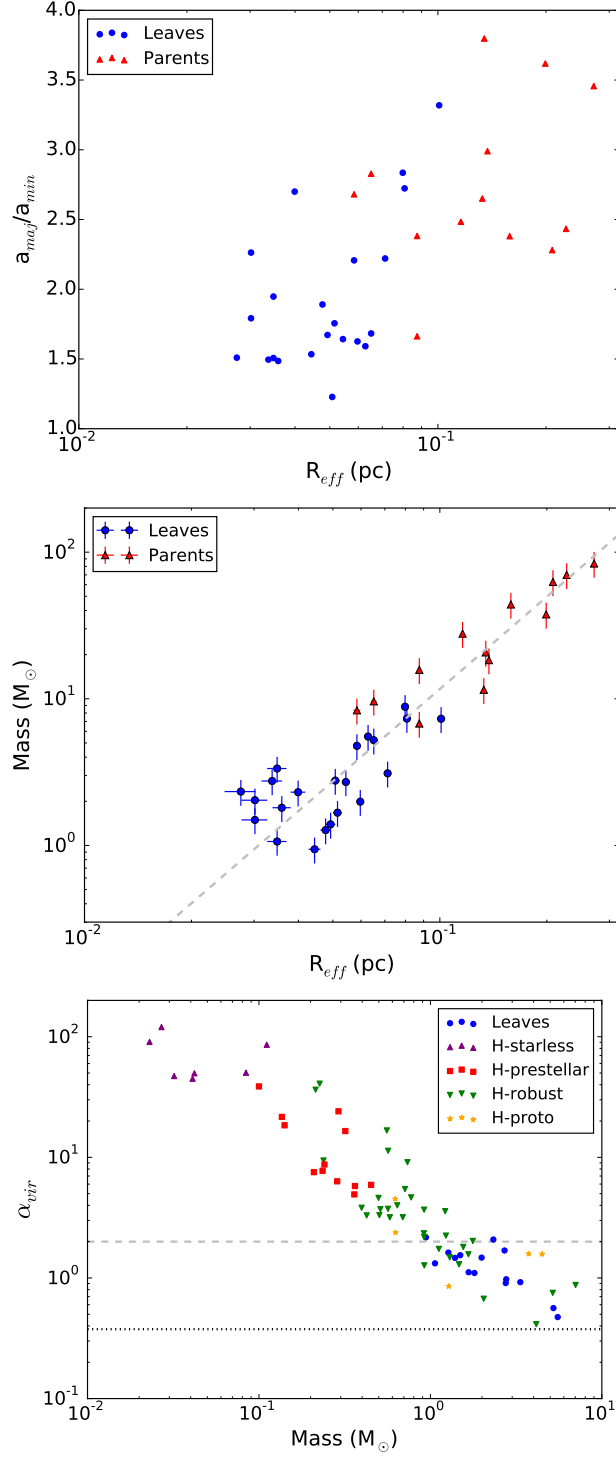 4.0
Leaves
Parents
3.5
3.0
a_maj/a_min
2.5
2.0
1.5
1.0
10^-2 10^-1
R_eff (pc)
Leaves
Parents
10^2
Mass (M_⊙)
10^1
10^0
10^-2 10^-1
R_eff (pc)
Leaves
H-starless
H-prestellar
H-robust
H-proto
10^2
10^1
α_vir
10^0
10^-1
10^-2 10^-1 10^0 10^1
Mass (M_⊙)